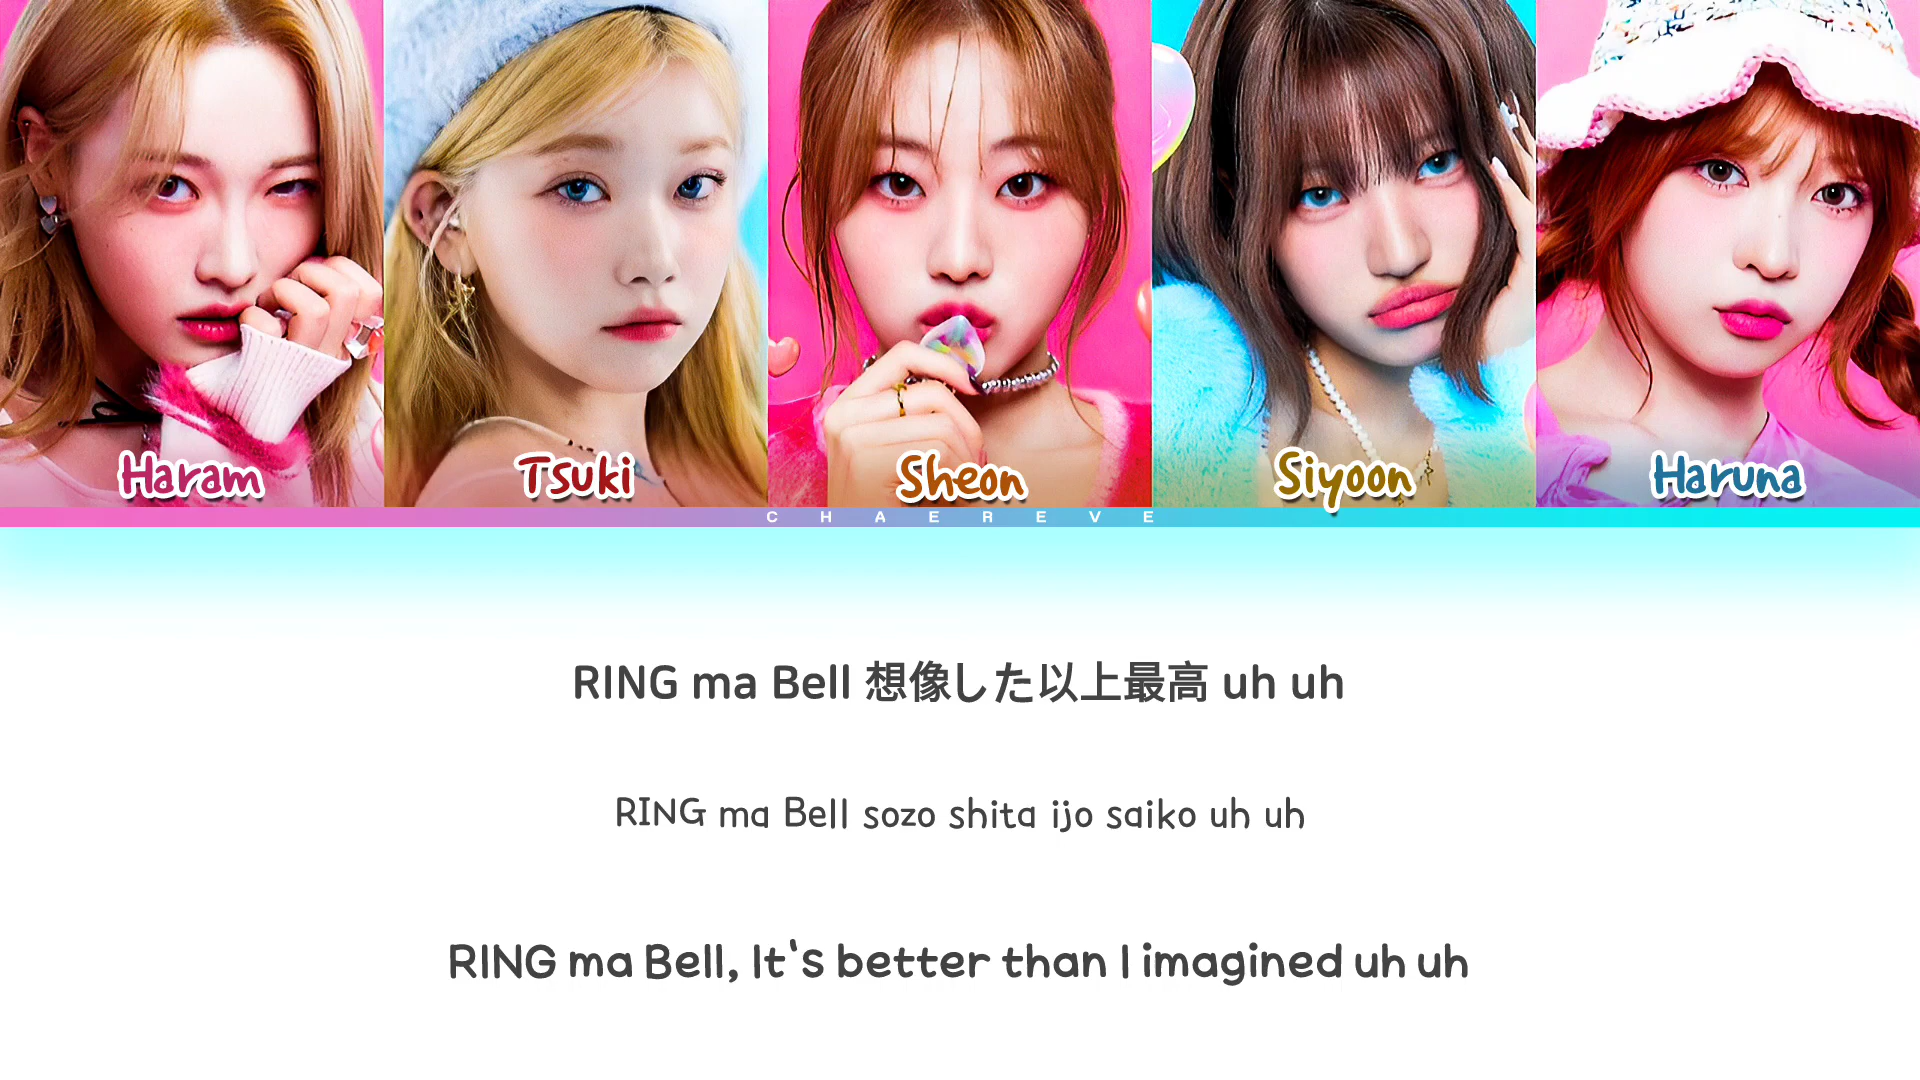 Haram
Tsuki
Sheon
Siyoon
Haruna
CHAEREVE
RING ma Bell 想像した以上最高 uh uh
RING ma Bell sozo shita ijo saiko uh uh
RING ma Bell, It's better than I imagined uh uh